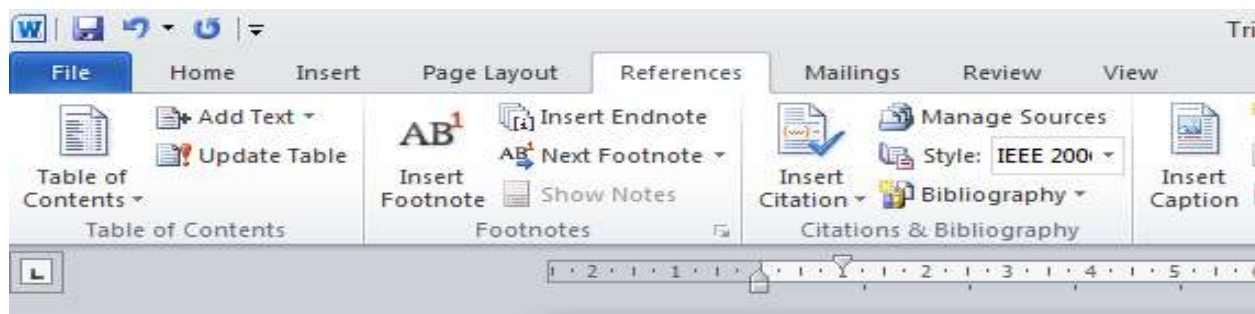 W
Tri
File Home Insert Page Layout References Mailings Review View
Add Text
Update Table
Table of
Contents
Table of Contents
AB1
Insert
Footnote
Insert Endnote
AB1 Next Footnote
Show Notes
Footnotes
Insert
Citation
Manage Sources
Style: IEEE 200
Bibliography
Citations & Bibliography
Insert
Caption
L
2 1 1 2 3 4 5